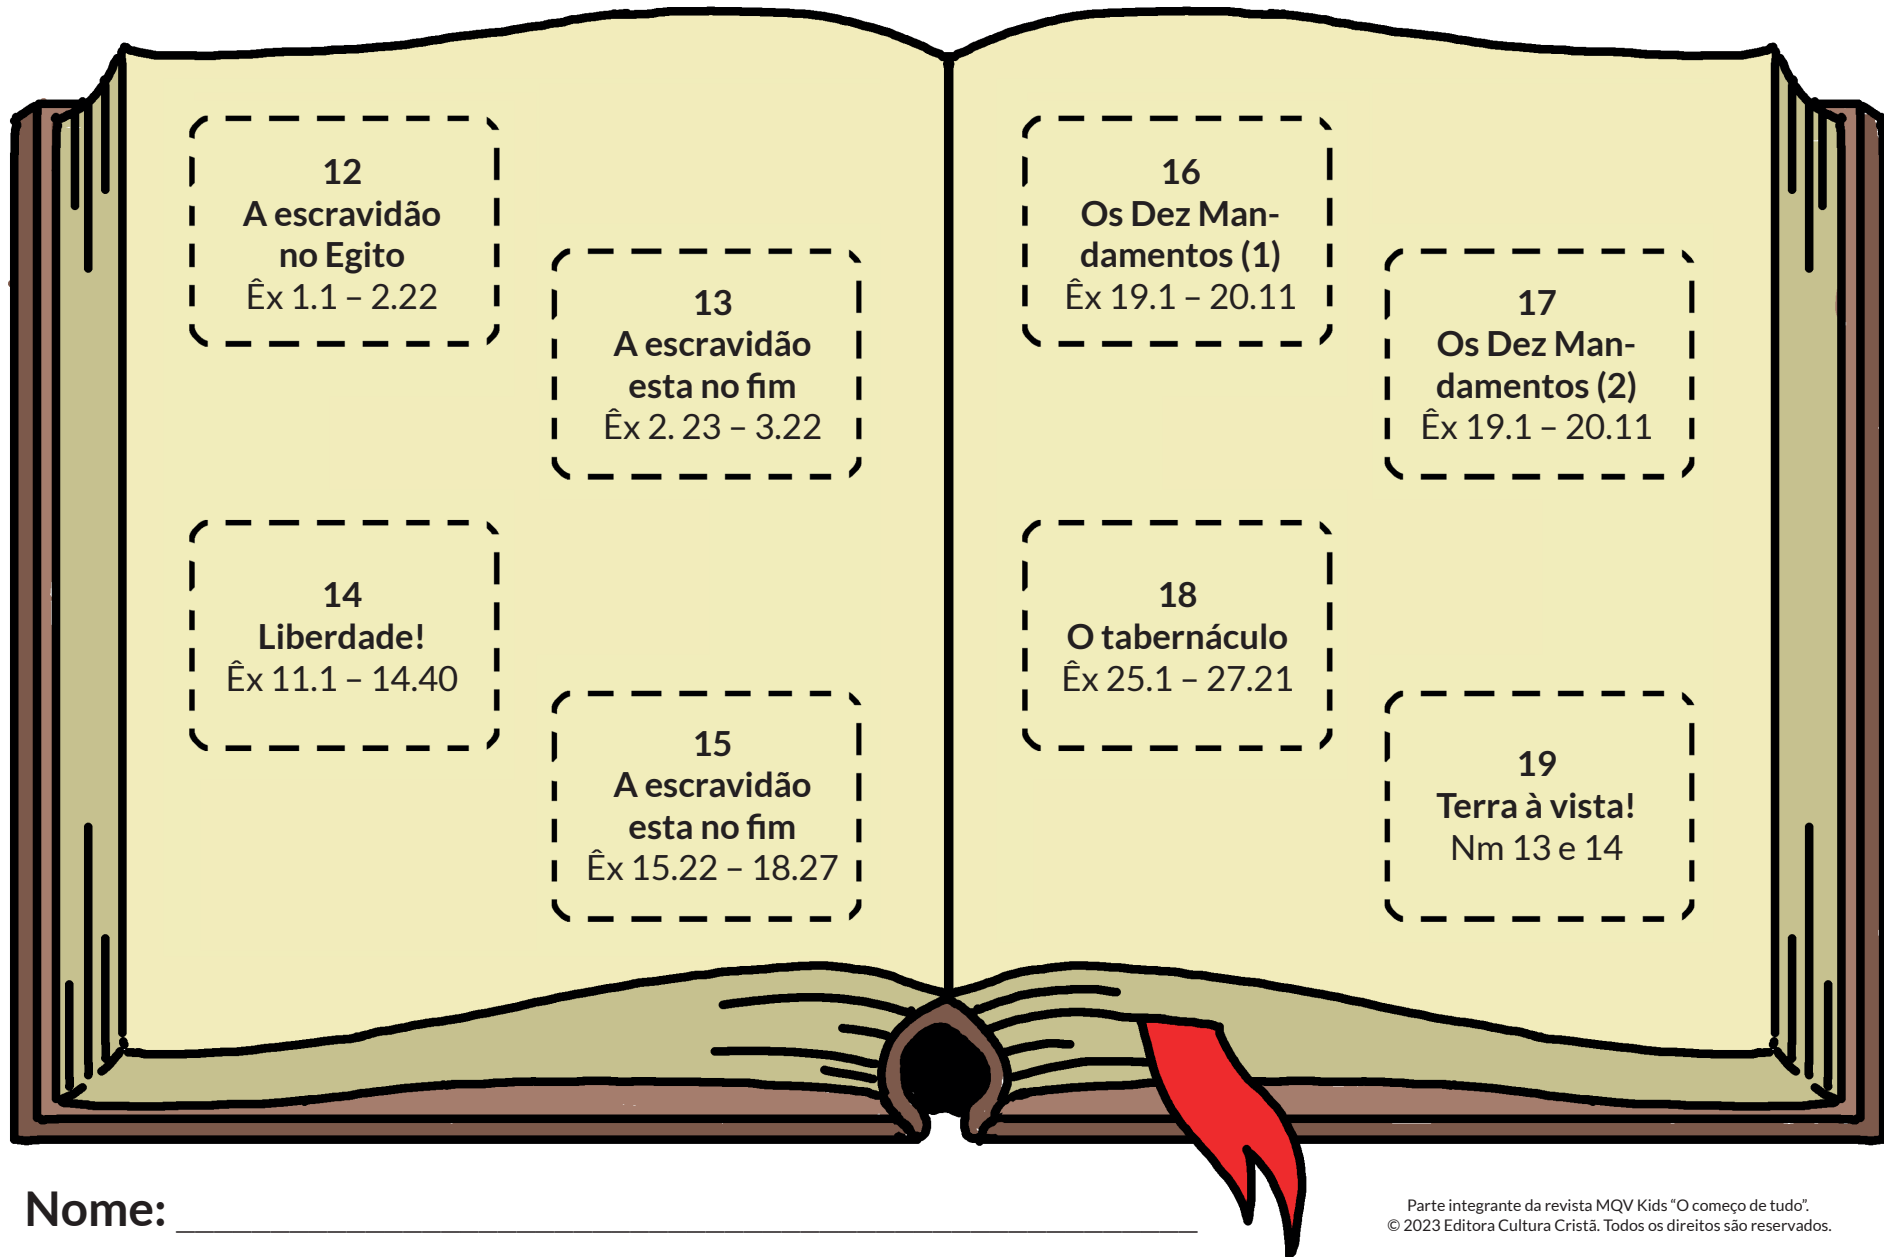 12
A escravidão
no Egito
Êx 1.1 – 2.22
13
A escravidão
esta no fim
Êx 2. 23 – 3.22
14
Liberdade!
Êx 11.1 – 14.40
15
A escravidão
esta no fim
Êx 15.22 – 18.27
16
Os Dez Man-
damentos (1)
Êx 19.1 – 20.11
17
Os Dez Man-
damentos (2)
Êx 19.1 – 20.11
18
O tabernáculo
Êx 25.1 – 27.21
19
Terra à vista!
Nm 13 e 14
Nome:
Parte integrante da revista MQV Kids “O começo de tudo”.
© 2023 Editora Cultura Cristã. Todos os direitos são reservados.